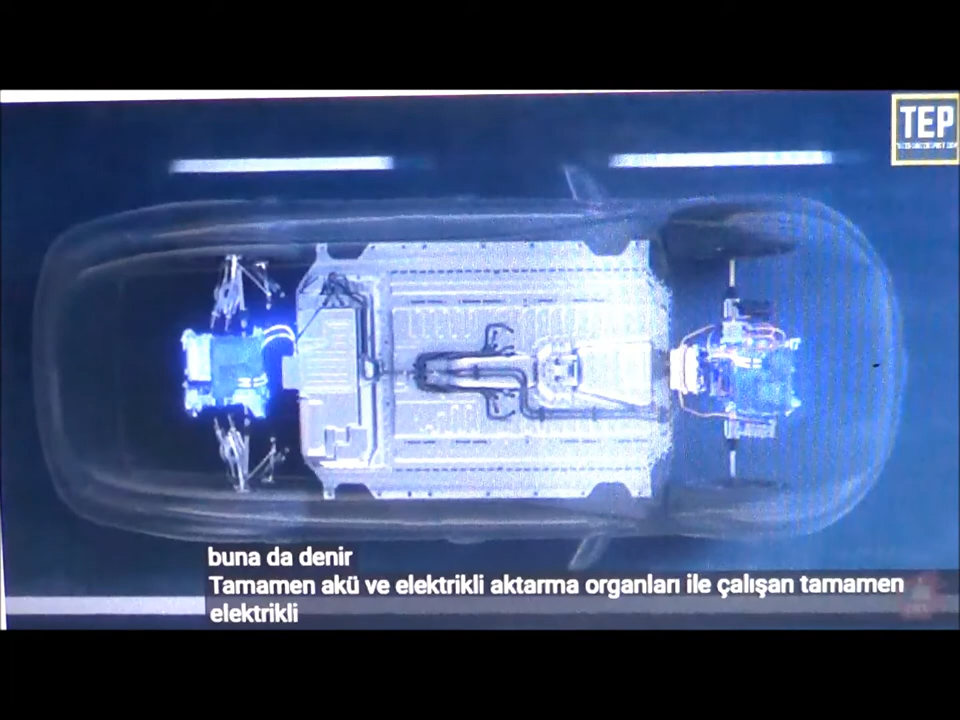 TEP
buna da denir
Tamamen akü ve elektrikli aktarma organları ile çalışan tamamen
elektrikli